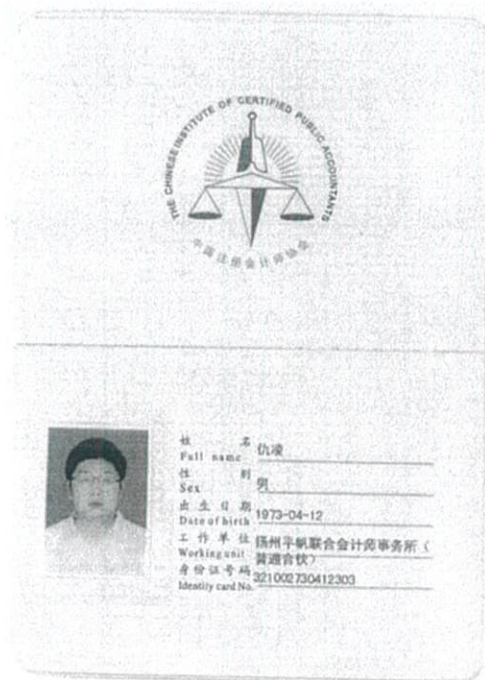 THE CHINESE INSTITUTE OF CERTIFIED PUBLIC ACCOUNTANTS
中国注册会计师协会
姓 名 仇凌
Full name
性 别 男
Sex
出生日期 1973-04-12
Date of birth
工作单位 扬州平帆联合会计师事务所（
Working unit 普通合伙）
身份证号码 321002730412303
Identity card No.